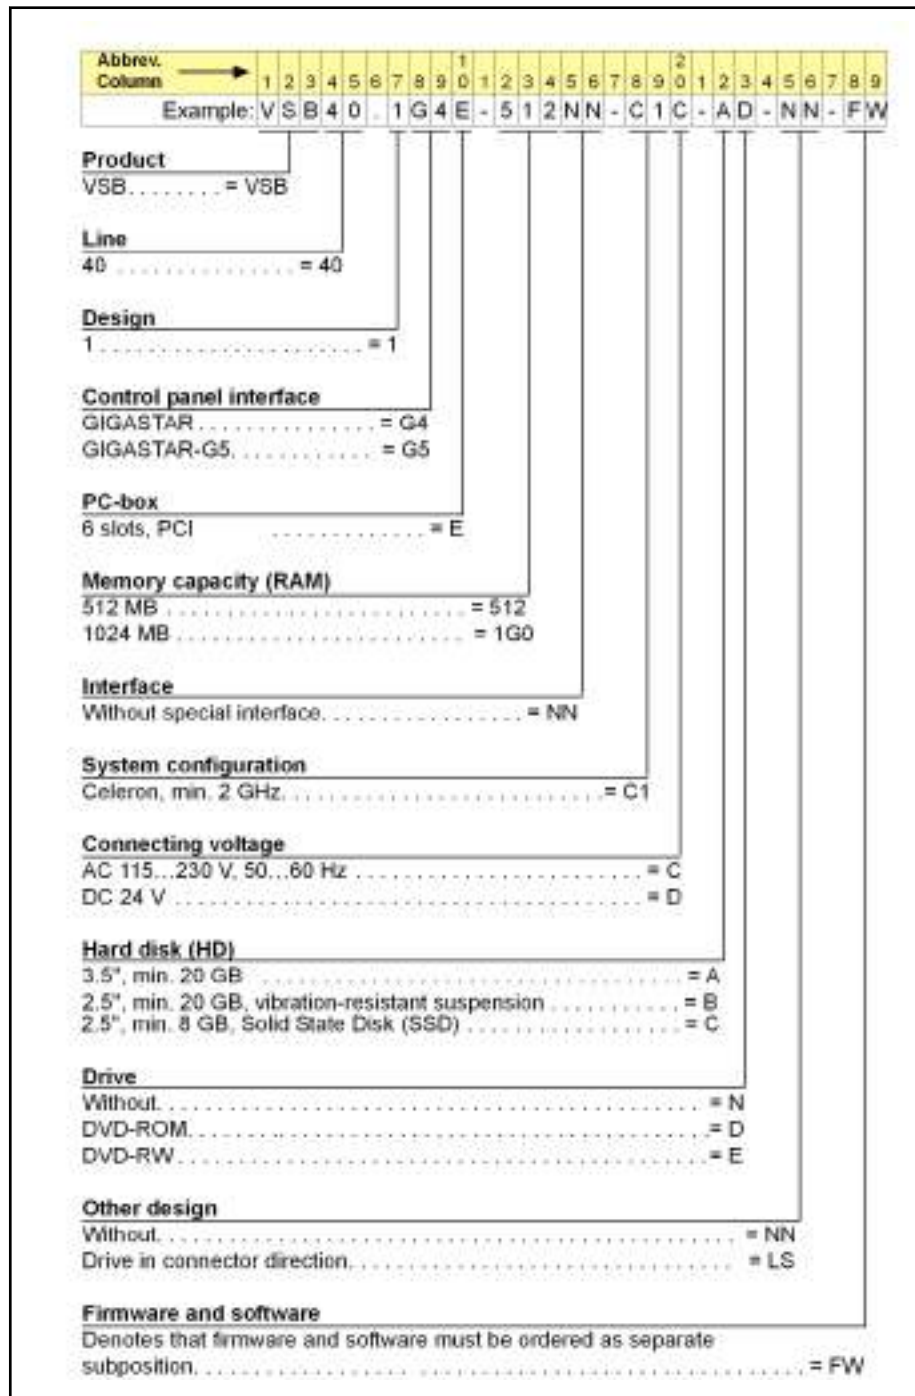 Abbrev. 1 2
Column 1 2 3 4 5 6 7 8 9 0 1 2 3 4 5 6 7 8 9 0 1 2 3 4 5 6 7 8 9
Example: V S B 4 0 . 1 G 4 E - 5 1 2 N N - C 1 C - A D - N N - F W
Product
VSB........ = VSB
Line
40 ................ = 40
Design
1...................... = 1
Control panel interface
GIGASTAR............... = G4
GIGASTAR-G5............ = G5
PC-box
6 slots, PCI ............. = E
Memory capacity (RAM)
512 MB ........................... = 512
1024 MB .......................... = 1G0
Interface
Without special interface.................. = NN
System configuration
Celeron, min. 2 GHz............................ = C1
Connecting voltage
AC 115...230 V, 50...60 Hz .......................... = C
DC 24 V .......................................... = D
Hard disk (HD)
3.5", min. 20 GB ................................... = A
2.5", min. 20 GB, vibration-resistant suspension ........... = B
2.5", min. 8 GB, Solid State Disk (SSD) .................. = C
Drive
Without.............................................. = N
DVD-ROM............................................ = D
DVD-RW............................................. = E
Other design
Without................................................ = NN
Drive in connector direction............................... = LS
Firmware and software
Denotes that firmware and software must be ordered as separate
subposition.................................................. = FW